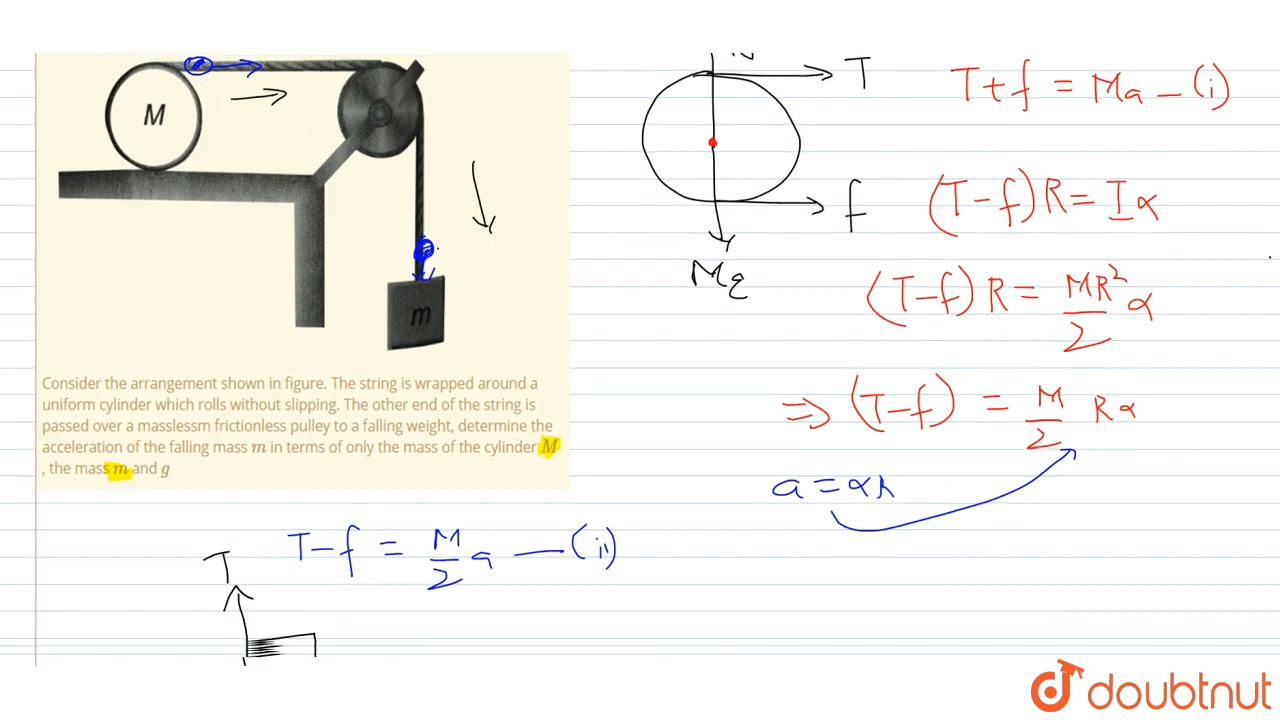 M
m
Consider the arrangement shown in figure. The string is wrapped around a
uniform cylinder which rolls without slipping. The other end of the string is
passed over a masslessm frictionless pulley to a falling weight, determine the
acceleration of the falling mass m in terms of only the mass of the cylinder M
, the mass m and g
T
f
Mg
T + f = Ma - (i)
(T - f) R = I α
(T - f) R = MR²/2 α
⇒ (T - f) = M/2 R α
a = αR
T - f = M/2 a — (ii)
T
doubtnut